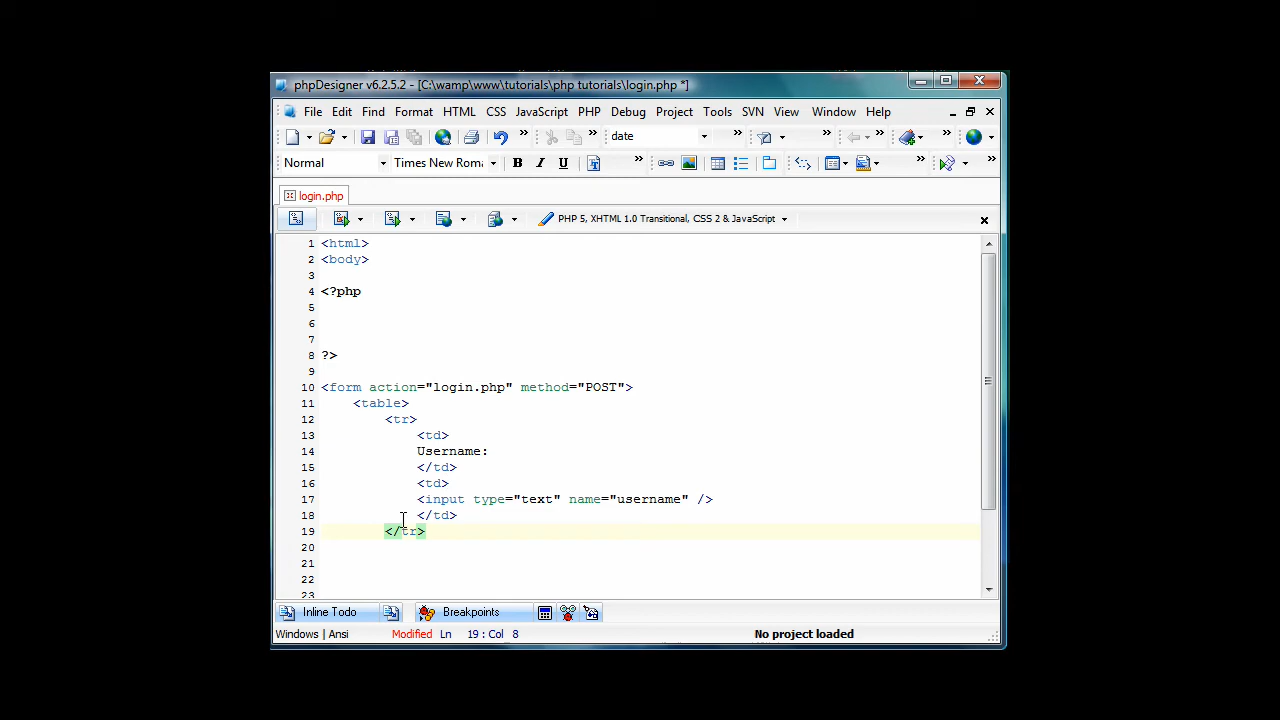 phpDesigner v6.2.5.2 - [C:\wamp\www\tutorials\php tutorials\login.php *]
File Edit Find Format HTML CSS JavaScript PHP Debug Project Tools SVN View Window Help
date
Normal Times New Roma B I U T
login.php
PHP 5, XHTML 1.0 Transitional, CSS 2 & JavaScript
1 <html>
2 <body>
3
4 <?php
5
6
7
8 ?>
9
10 <form action="login.php" method="POST">
11 <table>
12 <tr>
13 <td>
14 Username:
15 </td>
16 <td>
17 <input type="text" name="username" />
18 </td>
19 </tr>
20
21
22
23
Inline Todo Breakpoints
Windows | Ansi Modified Ln 19 : Col 8 No project loaded